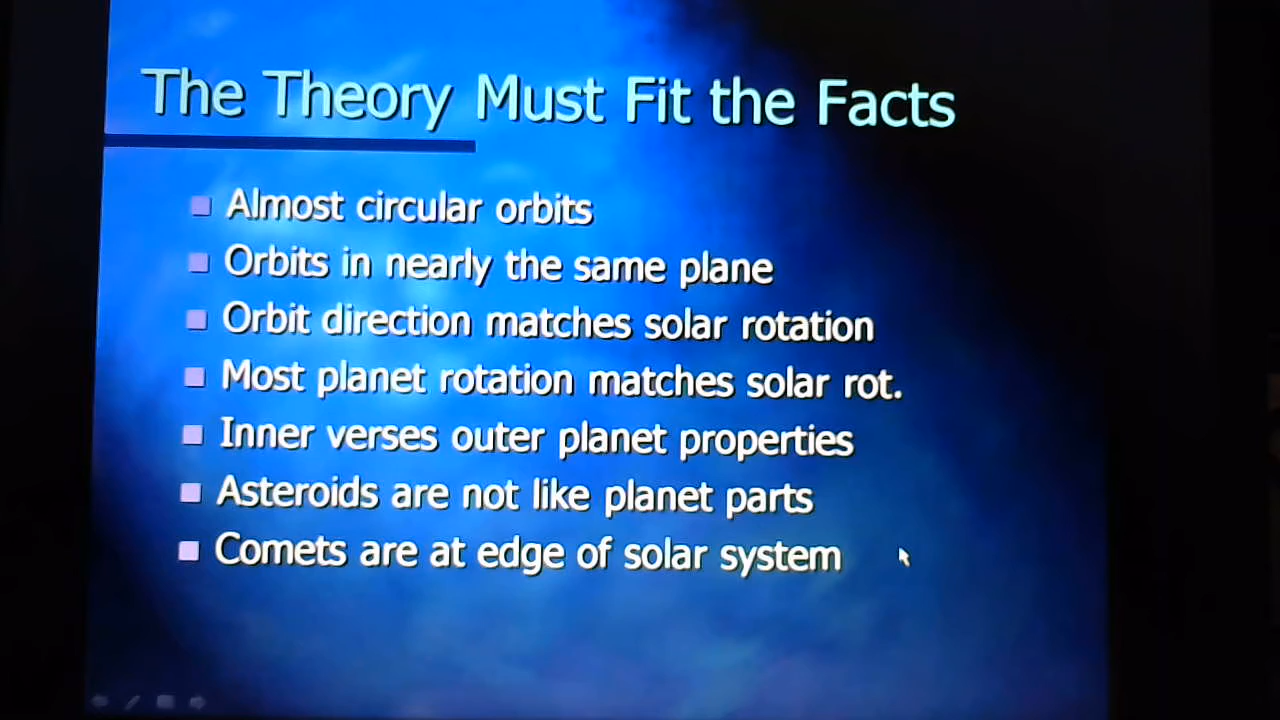 The Theory Must Fit the Facts
Almost circular orbits
Orbits in nearly the same plane
Orbit direction matches solar rotation
Most planet rotation matches solar rot.
Inner verses outer planet properties
Asteroids are not like planet parts
Comets are at edge of solar system